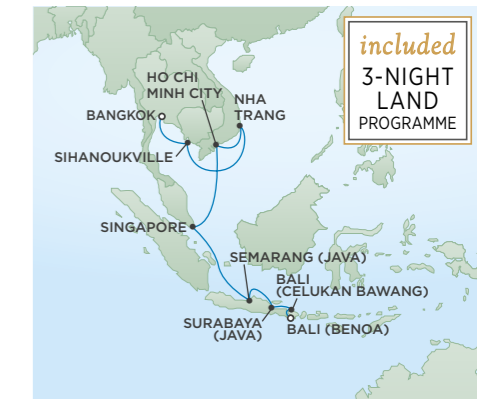 included
3-NIGHT
LAND
PROGRAMME
HO CHI
MINH CITY
NHA
TRANG
BANGKOK
SIHANOUKVILLE
SINGAPORE
SEMARANG (JAVA)
BALI
(CELUKAN BAWANG)
SURABAYA
(JAVA)
BALI (BENOA)